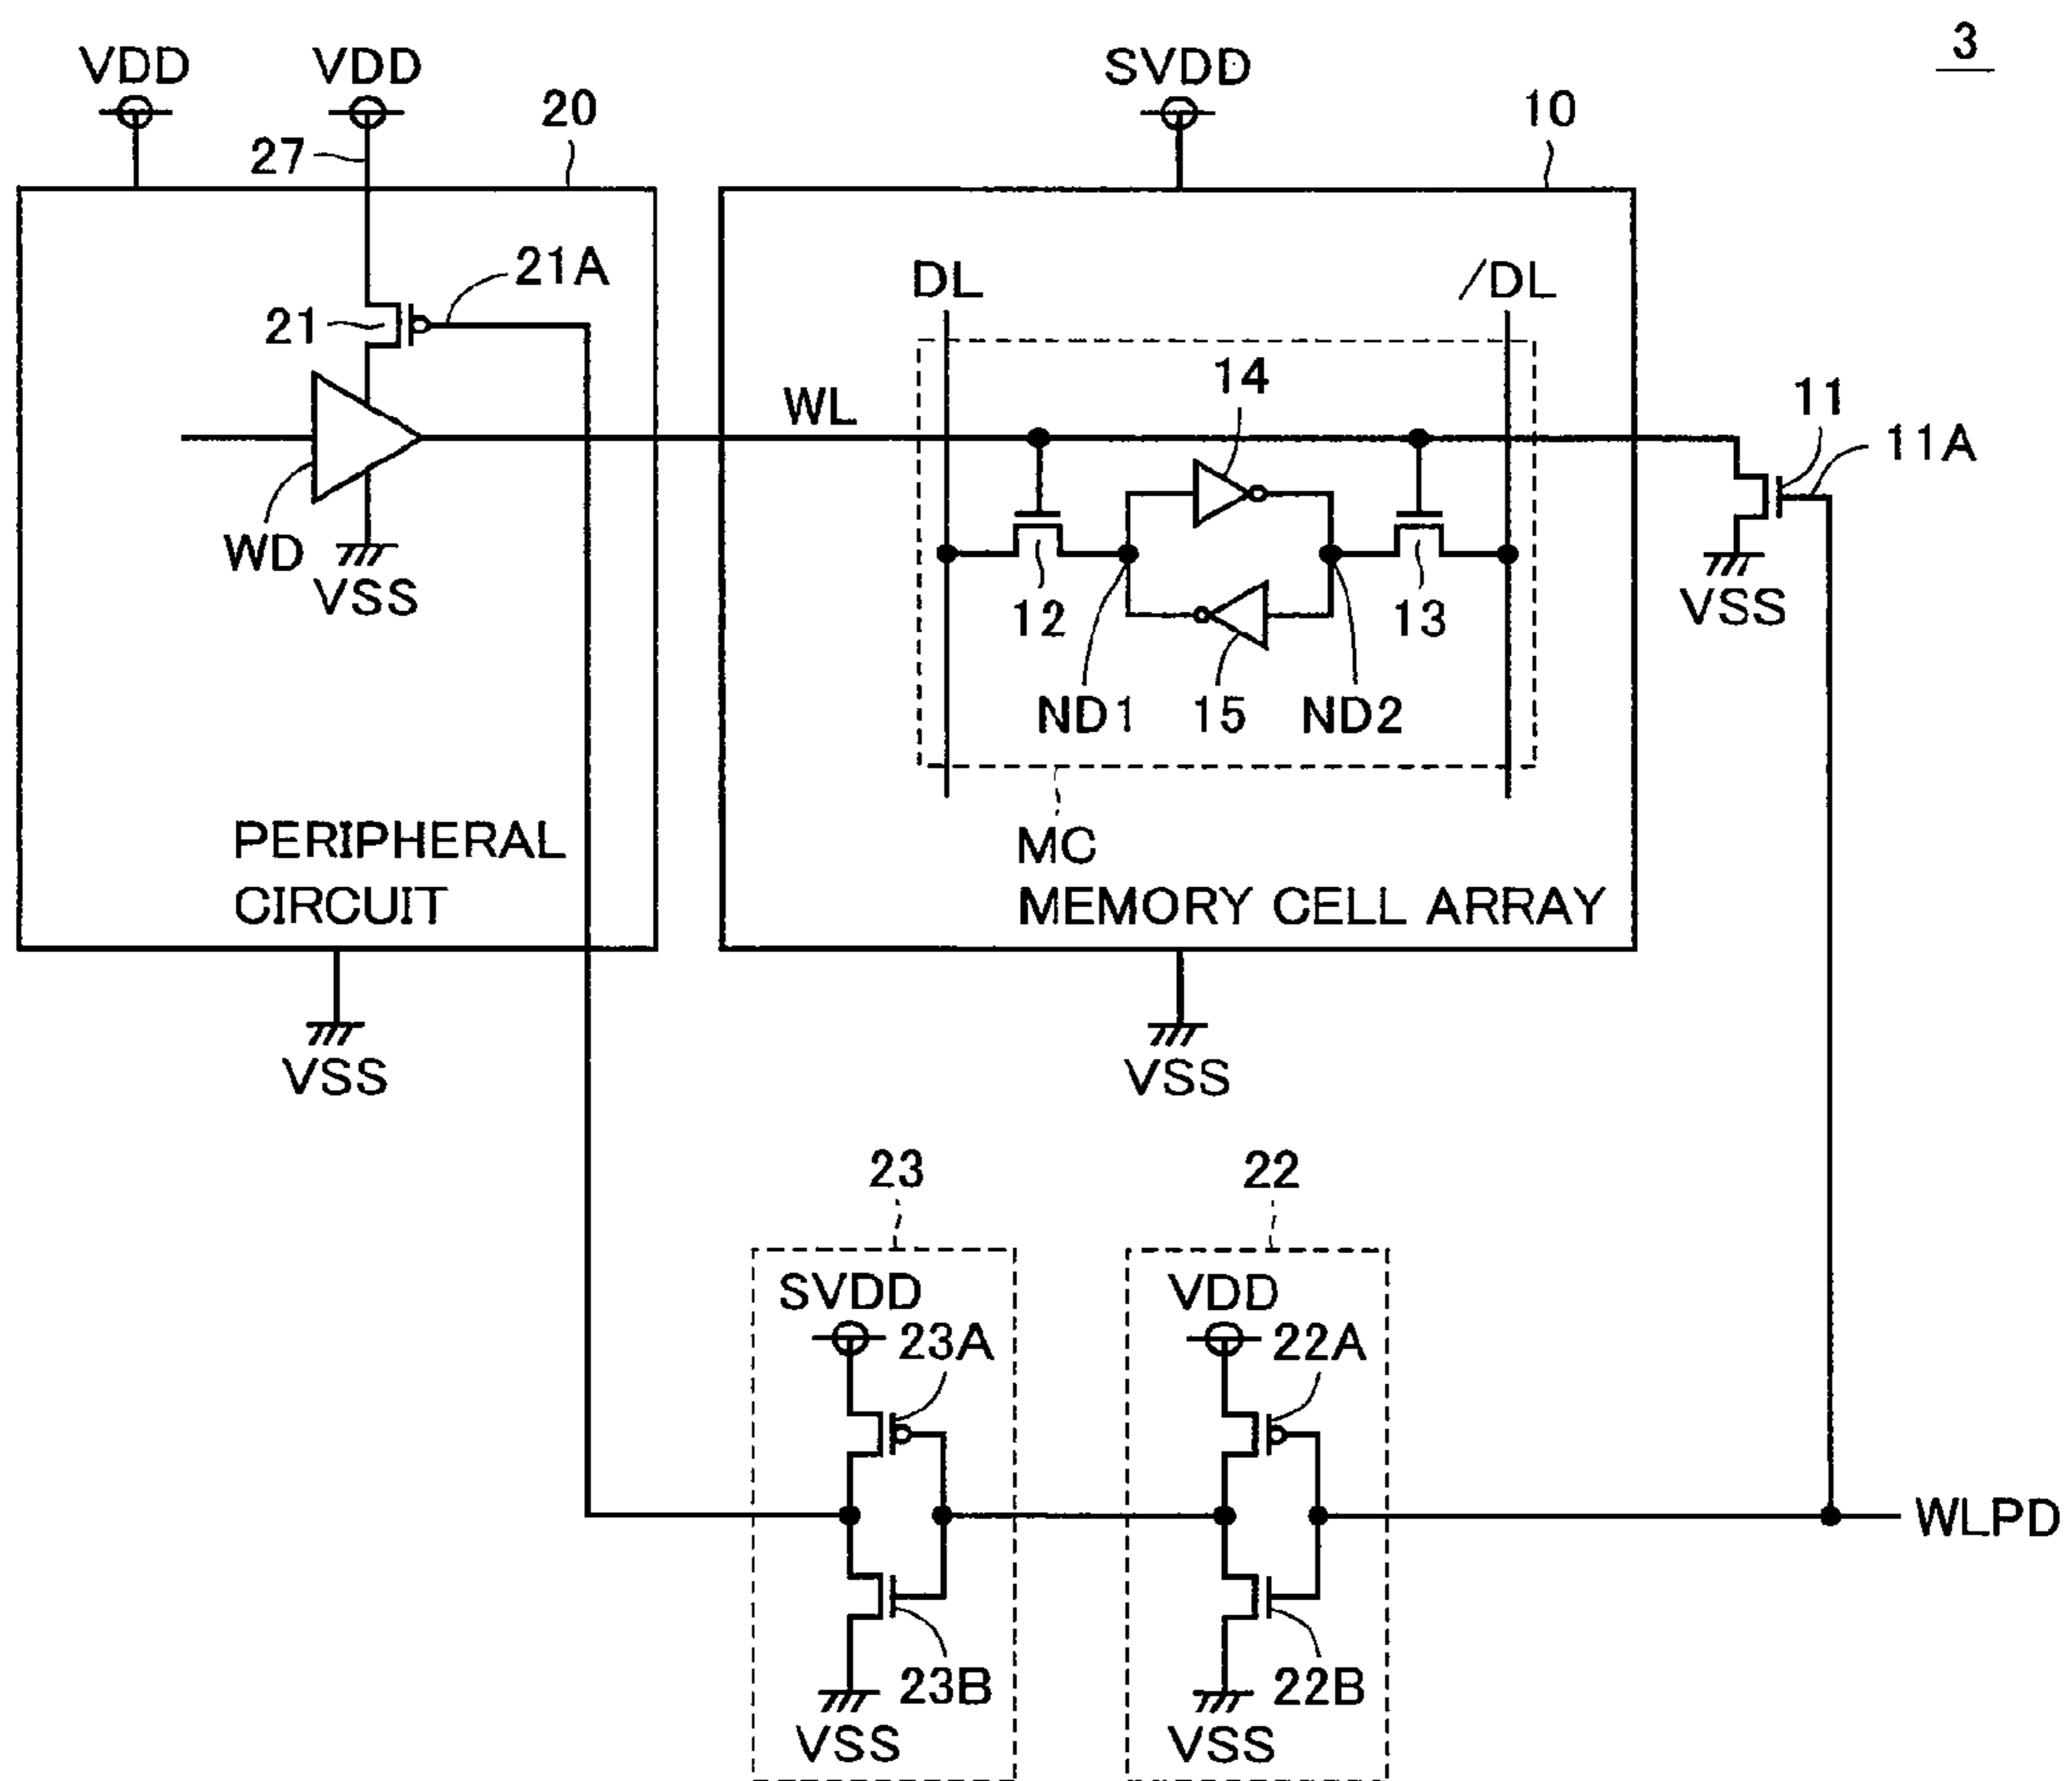 3
VDD
VDD
SVDD
27
20
10
21A
21
DL
/DL
WL
14
11
11A
WD
VSS
12
13
VSS
ND1
15
ND2
PERIPHERAL
CIRCUIT
MC
MEMORY CELL ARRAY
VSS
VSS
23
22
SVDD
VDD
23A
22A
WLPD
23B
22B
VSS
VSS